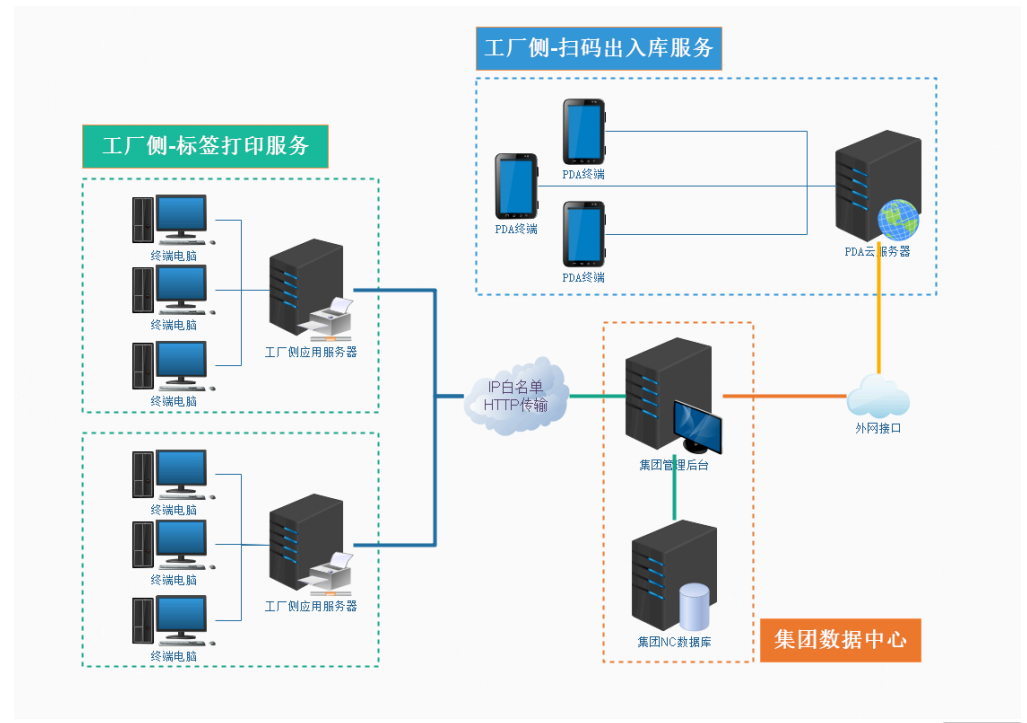 工厂侧-扫码出入库服务
PDA终端
PDA终端
PDA终端
PDA云服务器
工厂侧-标签打印服务
终端电脑
终端电脑
终端电脑
工厂侧应用服务器
终端电脑
终端电脑
终端电脑
工厂侧应用服务器
IP白名单
HTTP传输
集团管理后台
外网接口
集团NC数据库
集团数据中心